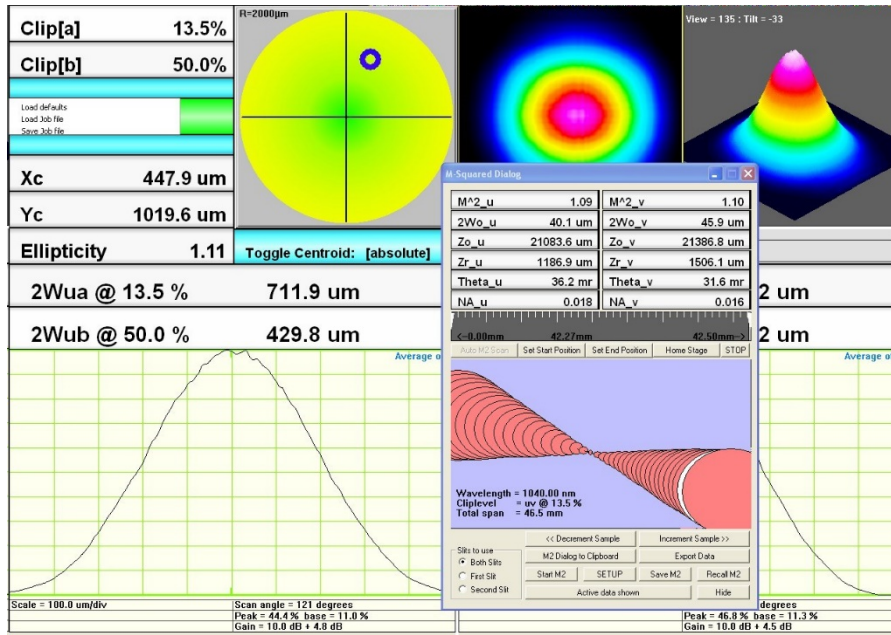 Clip[a] 13.5%
Clip[b] 50.0%
Load defaults
Load Job file
Save Job file
Xc 447.9 um
Yc 1019.6 um
Ellipticity 1.11
R=2000µm
Toggle Centroid: [absolute]
View = 135 : Tilt = -33
2Wua @ 13.5 % 711.9 um
2Wub @ 50.0 % 429.8 um
2 um
2 um
Average o
Average o
Scale = 100.0 um/div
Scan angle = 121 degrees
Peak = 44.4 % base = 11.0 %
Gain = 10.0 dB + 4.8 dB
degrees
Peak = 46.8 % base = 11.3 %
Gain = 10.0 dB + 4.5 dB
M-Squared Dialog
M^2_u 1.09 M^2_v 1.10
2Wo_u 40.1 um 2Wo_v 45.9 um
Zo_u 21083.6 um Zo_v 21386.8 um
Zr_u 1186.9 um Zr_v 1506.1 um
Theta_u 36.2 mr Theta_v 31.6 mr
NA_u 0.018 NA_v 0.016
<--0.00mm 42.27mm 42.50mm-->
Auto M2 Scan Set Start Position Set End Position Home Stage STOP
Wavelength = 1040.00 nm
Cliplevel = uv @ 13.5 %
Total span = 46.5 mm
<< Decrement Sample Increment Sample >>
Slits to use
Both Slits
First Slit
Second Slit
M2 Dialog to Clipboard Export Data
Start M2 SETUP Save M2 Recall M2
Active data shown Hide